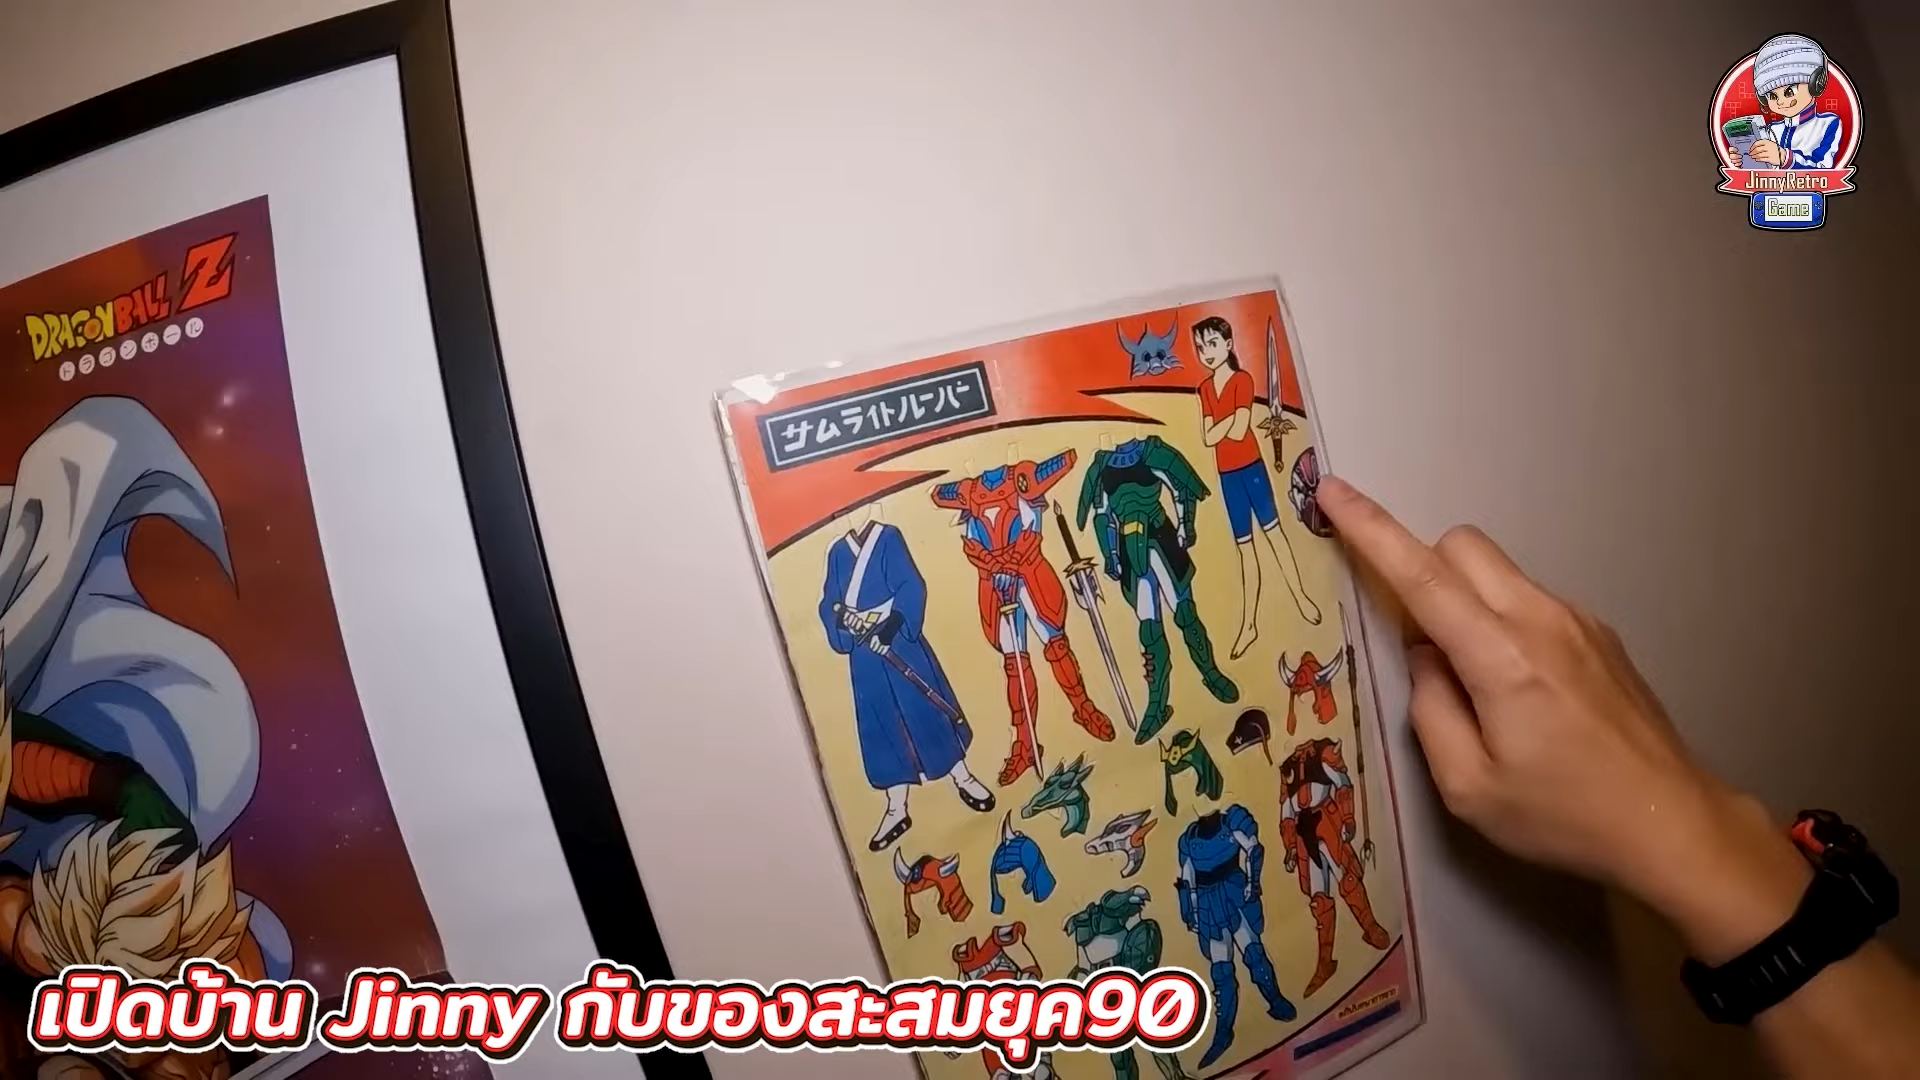 JinnyRetro
Game
DRAGONBALL Z
ドラゴンボール
サムライトルーパー
เปิดบ้าน Jinny กับของสะสมยุค90